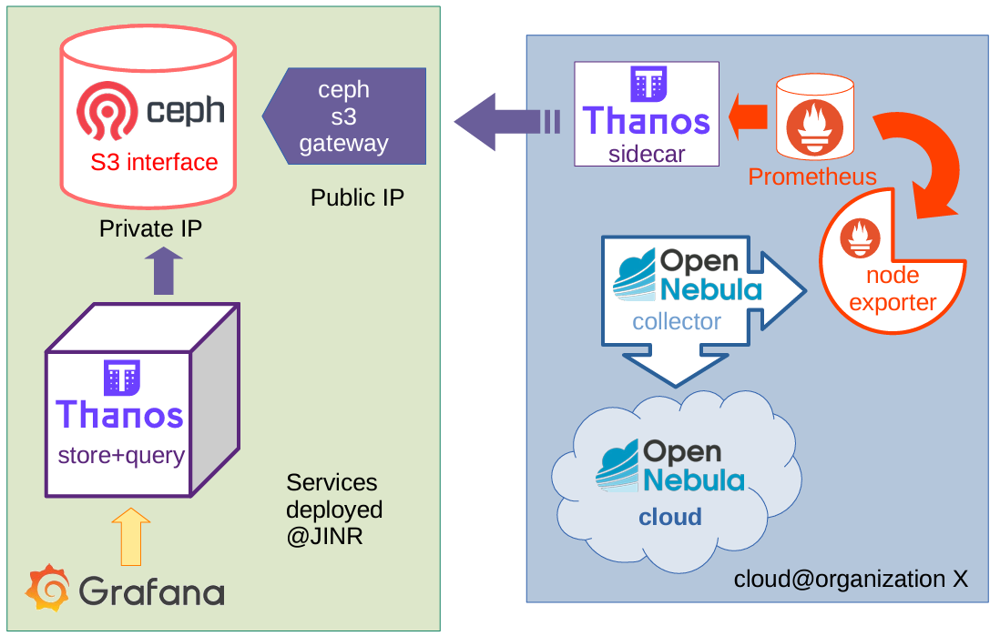 ceph
S3 interface
Private IP
ceph
s3
gateway
Public IP
Thanos
store+query
Services
deployed
@JINR
Grafana
Thanos
sidecar
Prometheus
node
exporter
Open
Nebula
collector
Open
Nebula
cloud
cloud@organization X